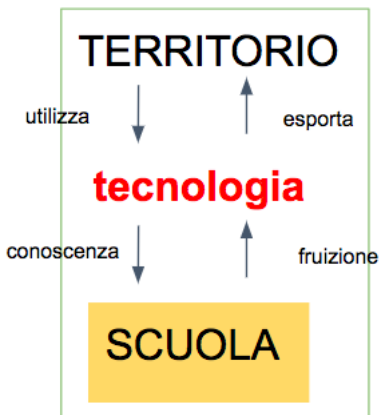 TERRITORIO
utilizza
esporta
tecnologia
conoscenza
fruizione
SCUOLA